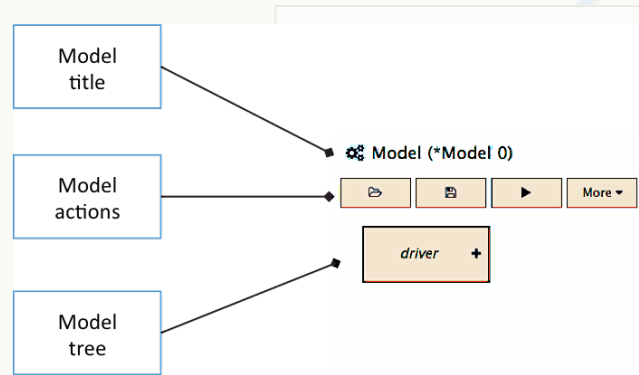 Model
title
Model (*Model 0)
Model
actions
More
driver +
Model
tree